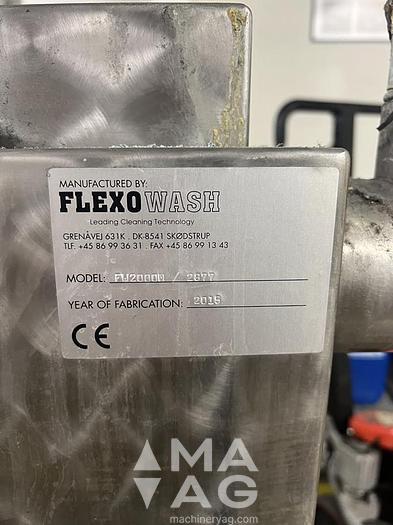 MANUFACTURED BY:
FLEXOWASH
Leading Cleaning Technology
GRENÅVEJ 631K . DK-8541 SKØDSTRUP
TLF. +45 86 99 36 31 . FAX +45 86 99 13 43
MODEL: FW2000W / 2677
YEAR OF FABRICATION: 2015
CE
MA
AG
machineryag.com